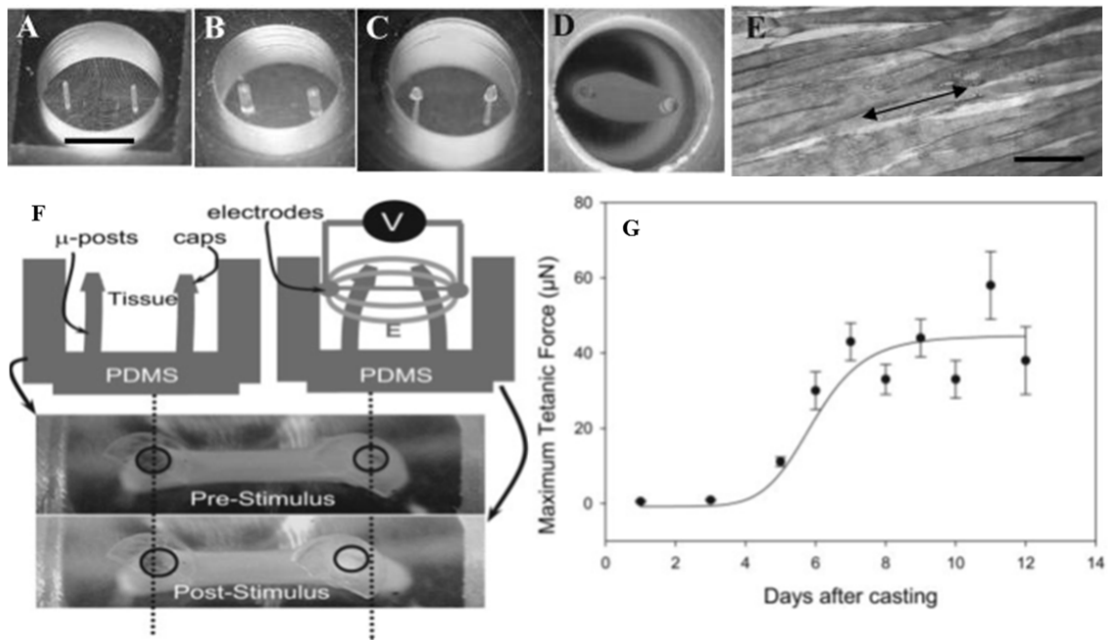 A
B
C
D
E
F
electrodes
V
μ-posts
caps
Tissue
E
PDMS
PDMS
Pre-Stimulus
Post-Stimulus
G
Maximum Tetanic Force (μN)
80
60
40
20
0
0 2 4 6 8 10 12 14
Days after casting